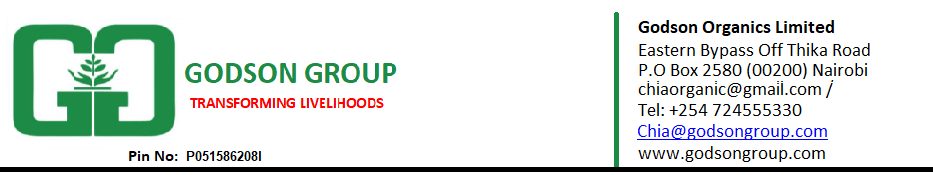 GODSON GROUP
TRANSFORMING LIVELIHOODS
Pin No: P051586208I
Godson Organics Limited
Eastern Bypass Off Thika Road
P.O Box 2580 (00200) Nairobi
chiaorganic@gmail.com /
Tel: +254 724555330
Chia@godsongroup.com
www.godsongroup.com